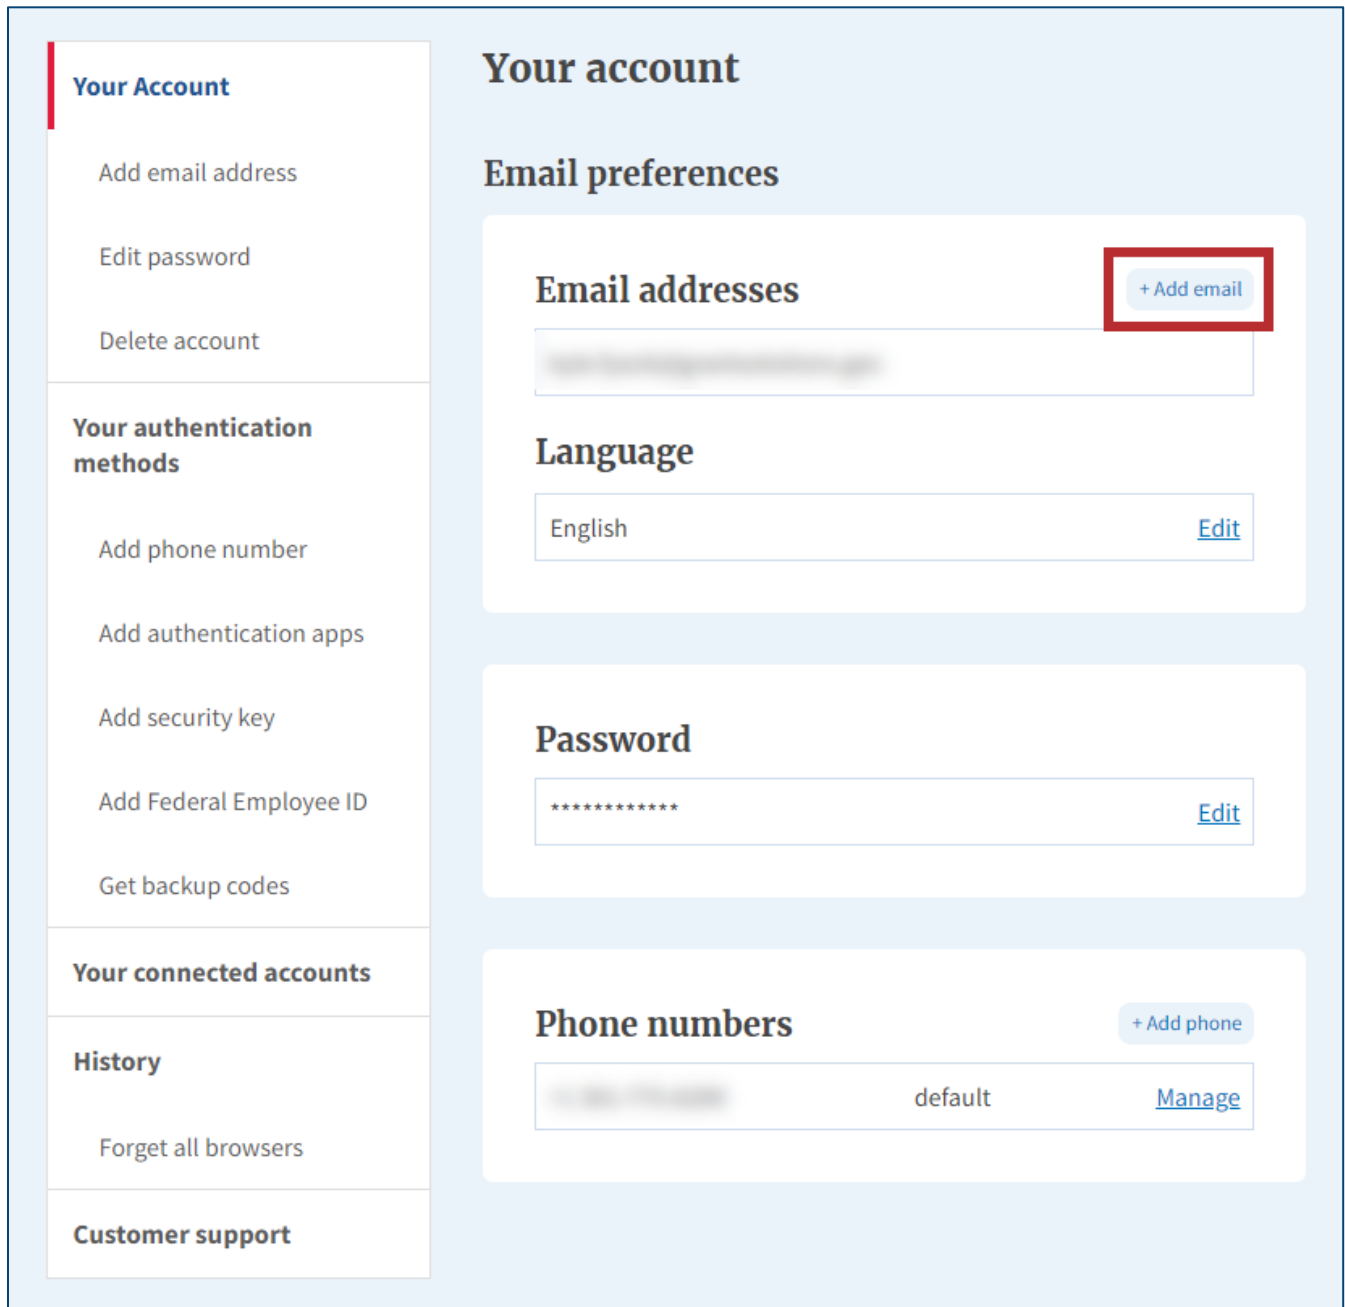 Your Account
Add email address
Edit password
Delete account
Your authentication
methods
Add phone number
Add authentication apps
Add security key
Add Federal Employee ID
Get backup codes
Your connected accounts
History
Forget all browsers
Customer support
Your account
Email preferences
Email addresses
+ Add email
Language
English
Edit
Password
************
Edit
Phone numbers
+ Add phone
default
Manage